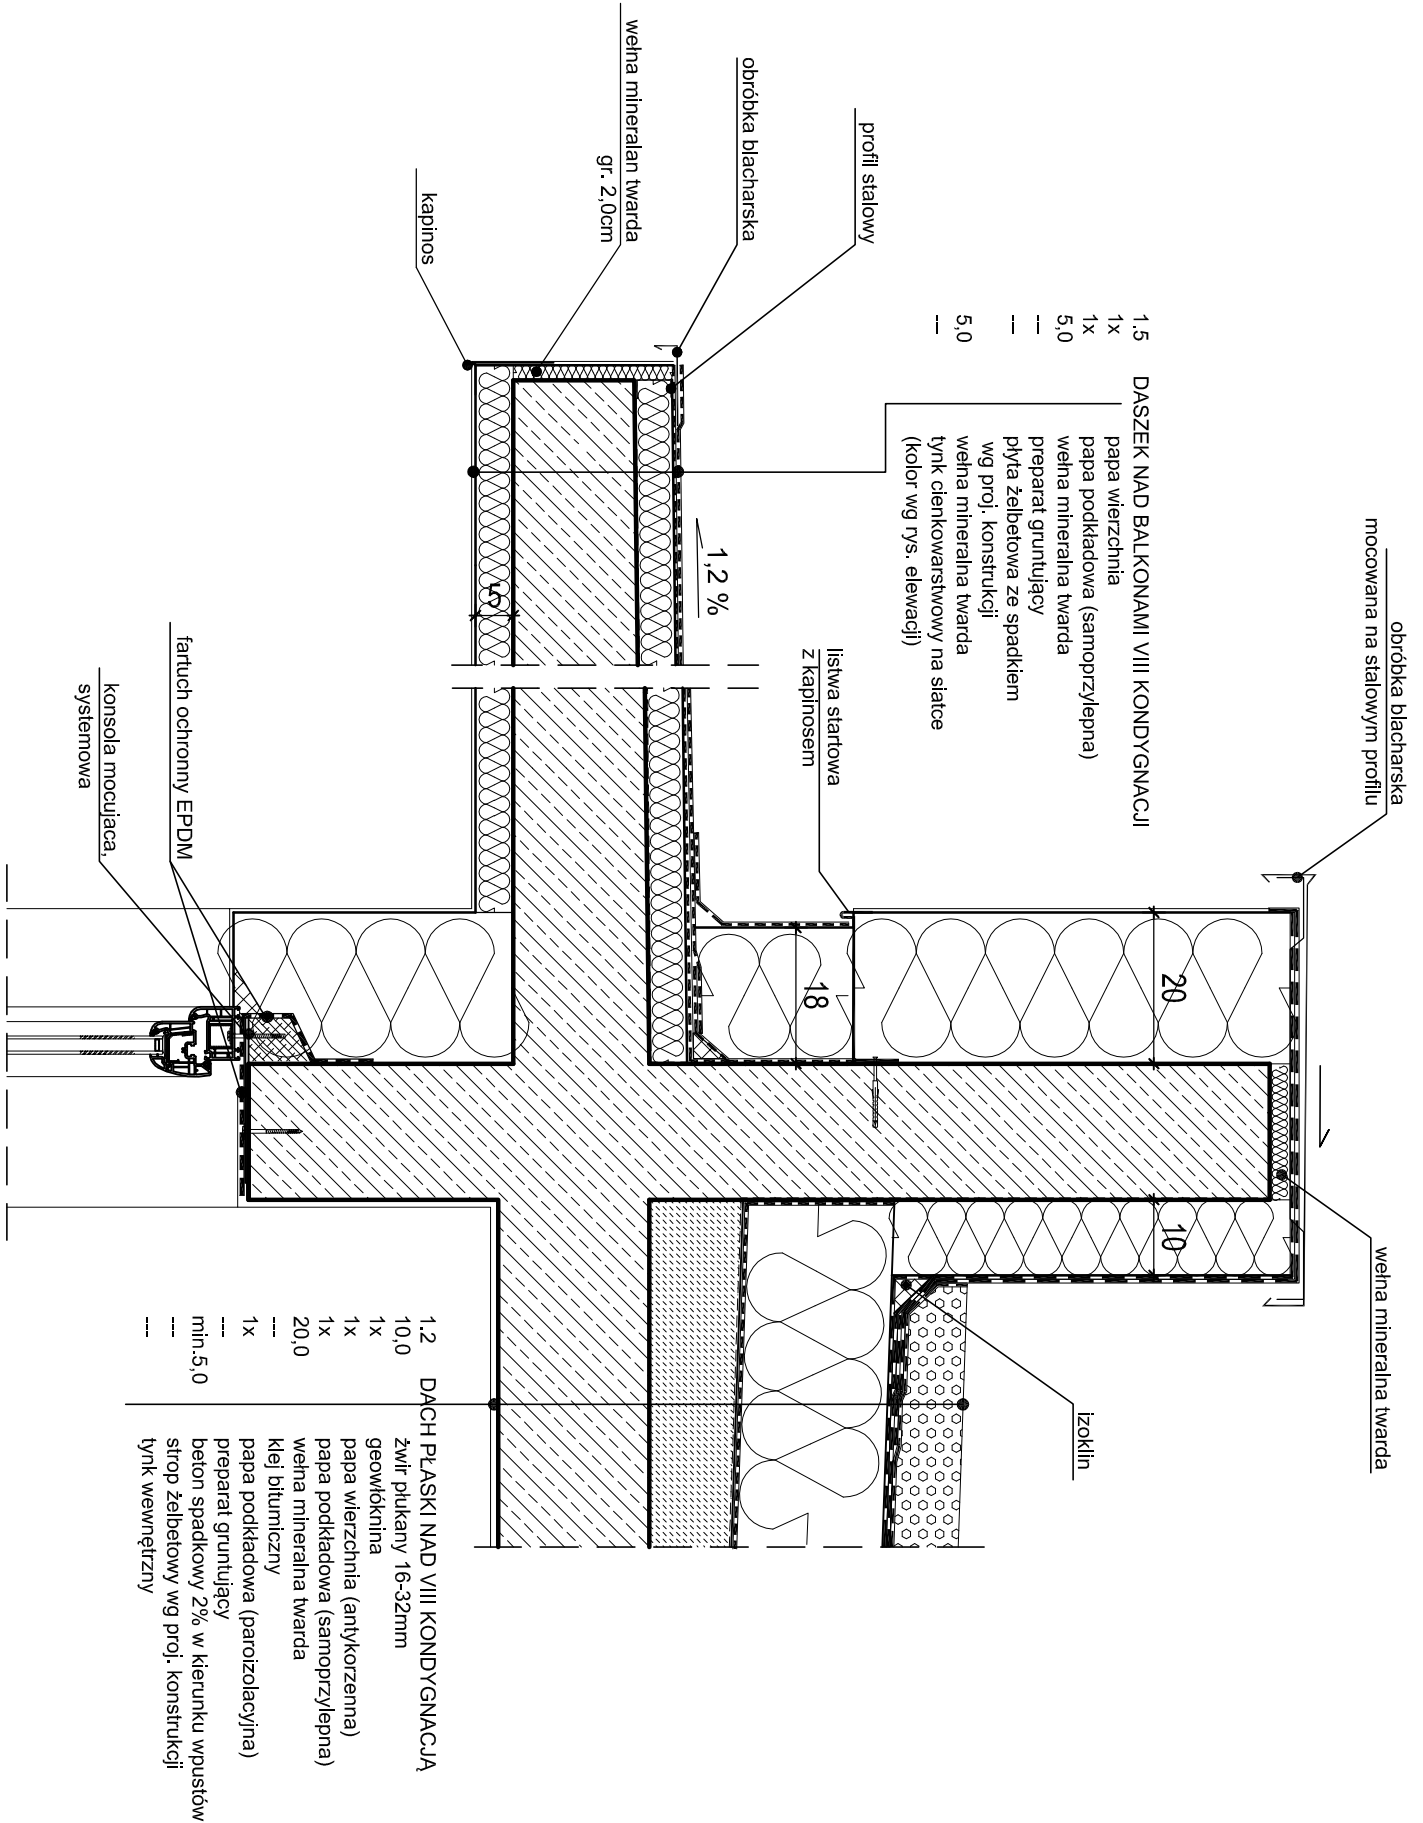 obróbka blacharska
mocowana na stalowym profilu
wełna mineralna twarda
izoklin
1.5 DASZEK NAD BALKONAMI VIII KONDYGNACJI
1x papa wierzchnia
1x papa podkładowa (samoprzylepna)
5,0 wełna mineralna twarda
--- preparat gruntujący
--- płyta żelbetowa ze spadkiem
wg proj. konstrukcji
5,0 wełna mineralna twarda
--- tynk cienkowarstwowy na siatce
(kolor wg rys. elewacji)
profil stalowy
obróbka blacharska
wełna mineralan twarda
gr. 2,0cm
kapinos
listwa startowa
z kapinosem
1,2 %
5
18
20
10
fartuch ochronny EPDM
konsola mocujaca,
systemowa
1.2 DACH PŁASKI NAD VIII KONDYGNACJĄ
10,0 żwir płukany 16-32mm
1x geowłóknina
1x papa wierzchnia (antykorzenna)
1x papa podkładowa (samoprzylepna)
20,0 wełna mineralna twarda
--- klej bitumiczny
1x papa podkładowa (paroizolacyjna)
--- preparat gruntujący
min.5,0 beton spadkowy 2% w kierunku wpustów
--- strop żelbetowy wg proj. konstrukcji
--- tynk wewnętrzny